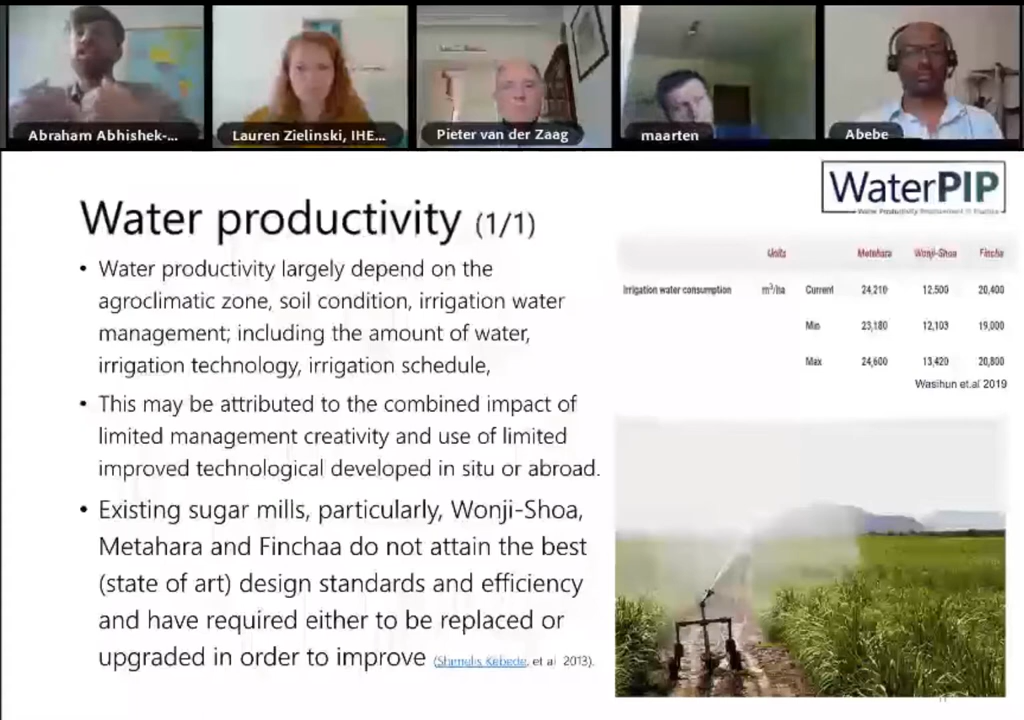 Abraham Abhishek-...
Lauren Zielinski, IHE...
Pieter van der Zaag
maarten
Abebe
WaterPIP
Water Productivity Improvement in Practice
Water productivity (1/1)
• Water productivity largely depend on the
agroclimatic zone, soil condition, irrigation water
management; including the amount of water,
irrigation technology, irrigation schedule,
• This may be attributed to the combined impact of
limited management creativity and use of limited
improved technological developed in situ or abroad.
• Existing sugar mills, particularly, Wonji-Shoa,
Metahara and Finchaa do not attain the best
(state of art) design standards and efficiency
and have required either to be replaced or
upgraded in order to improve (Shimelis Kebede, et al 2013).
Units Metehara Wonji-Shoa Fincha
Irrigation water consumption m³/ha Current 24,210 12,500 20,400
Min 23,180 12,103 19,000
Max 24,600 13,420 20,800
Wasihun et.al 2019